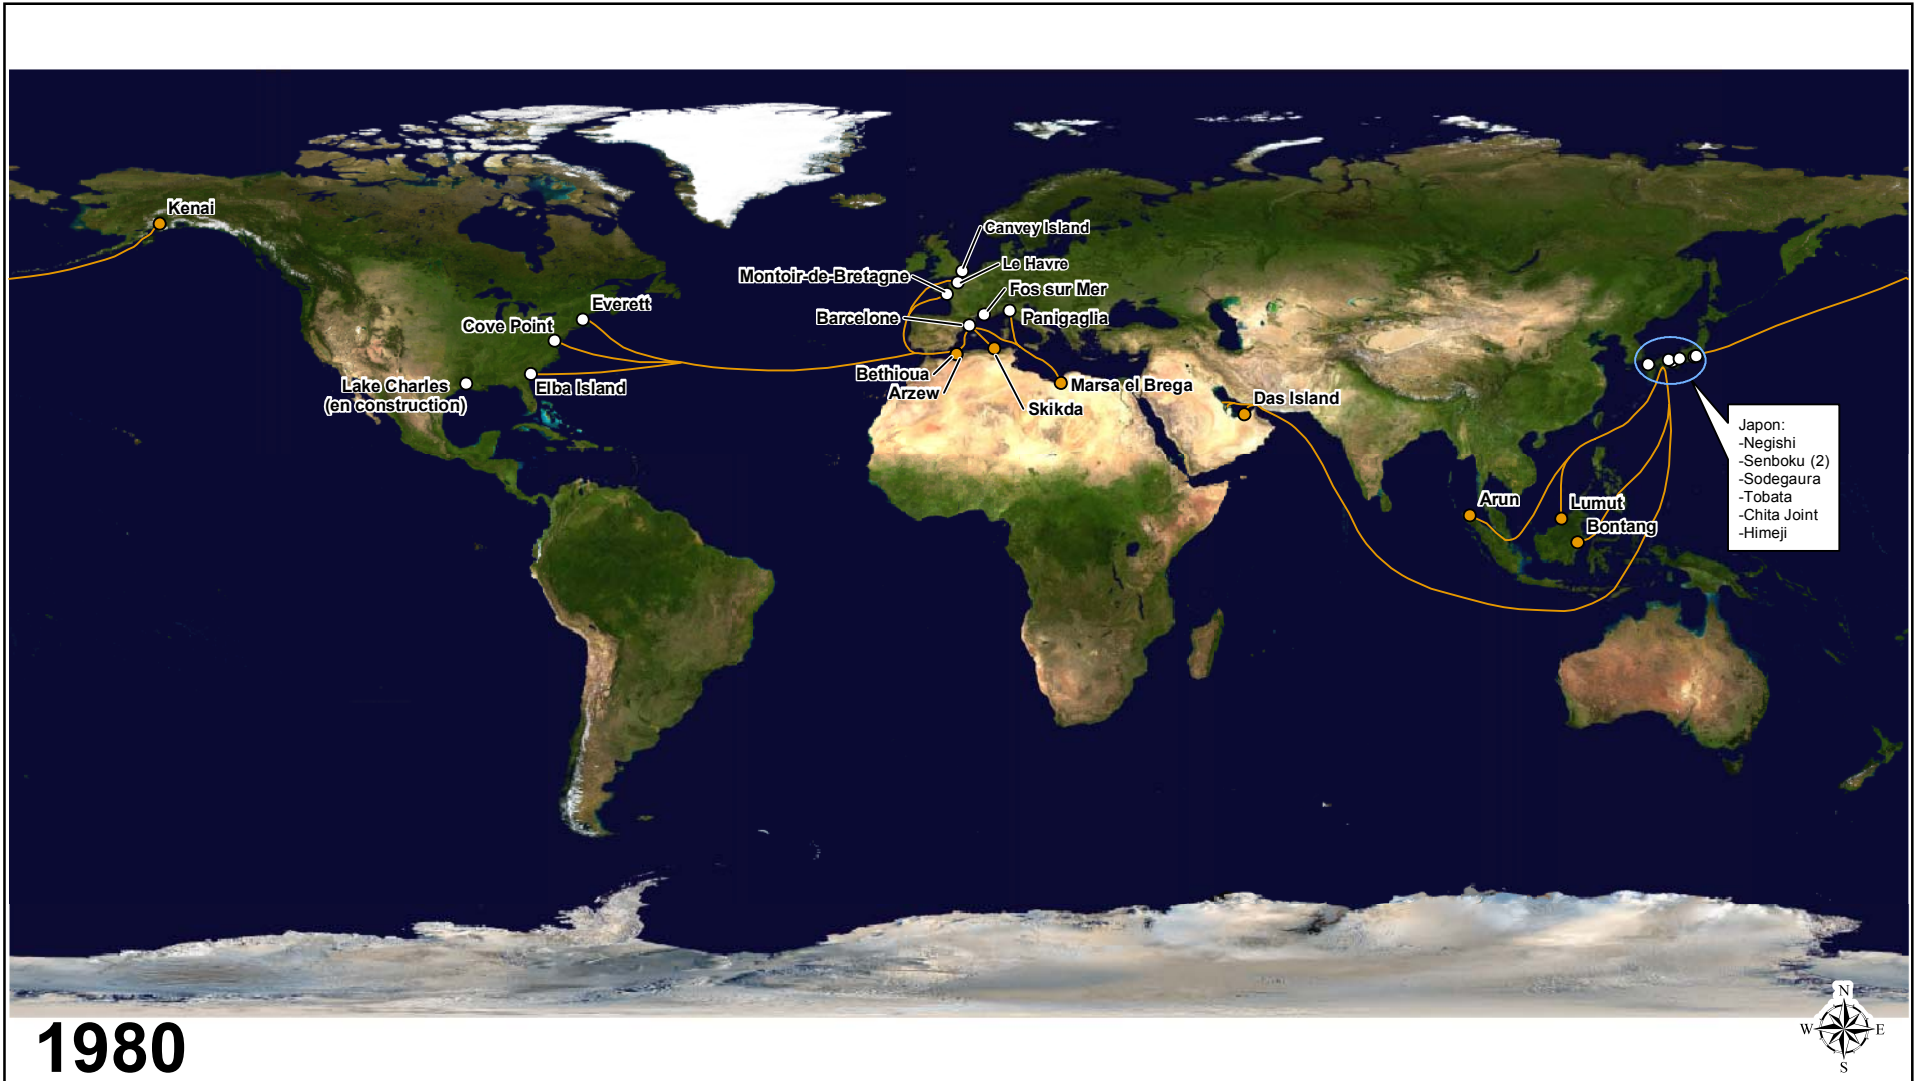 Kenai
Canvey Island
Le Havre
Montoir-de-Bretagne
Fos sur Mer
Everett
Barcelone
Panigaglia
Cove Point
Bethioua
Lake Charles
(en construction)
Elba Island
Arzew
Marsa el Brega
Skikda
Das Island
Japon:
-Negishi
-Senboku (2)
-Sodegaura
-Tobata
-Chita Joint
-Himeji
Arun
Lumut
Bontang
N
W E
S
1980